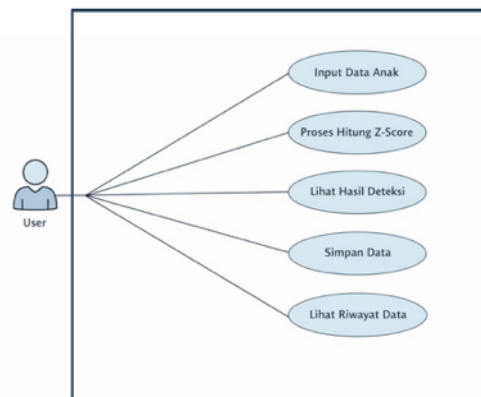 Input Data Anak
Proses Hitung Z-Score
Lihat Hasil Deteksi
User
Simpan Data
Lihat Riwayat Data